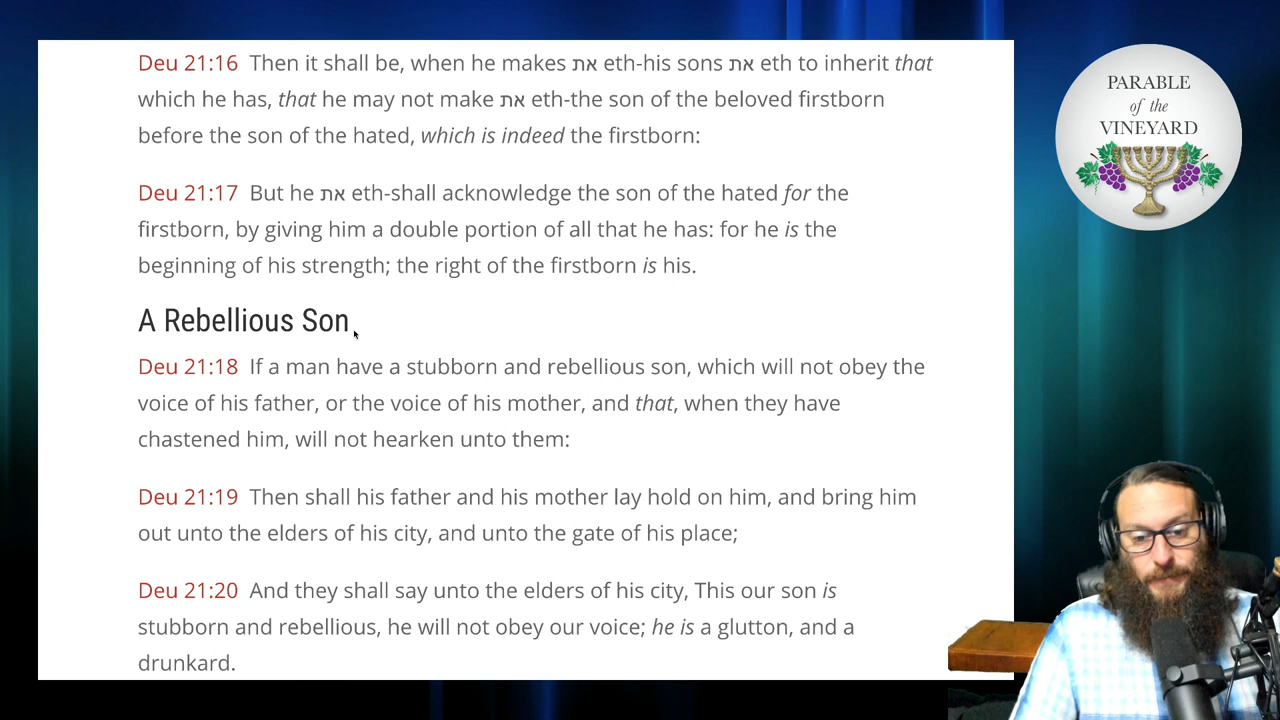 Deu 21:16 Then it shall be, when he makes את eth-his sons את eth to inherit that
which he has, that he may not make את eth-the son of the beloved firstborn
before the son of the hated, which is indeed the firstborn:
Deu 21:17 But he את eth-shall acknowledge the son of the hated for the
firstborn, by giving him a double portion of all that he has: for he is the
beginning of his strength; the right of the firstborn is his.
A Rebellious Son
Deu 21:18 If a man have a stubborn and rebellious son, which will not obey the
voice of his father, or the voice of his mother, and that, when they have
chastened him, will not hearken unto them:
Deu 21:19 Then shall his father and his mother lay hold on him, and bring him
out unto the elders of his city, and unto the gate of his place;
Deu 21:20 And they shall say unto the elders of his city, This our son is
stubborn and rebellious, he will not obey our voice; he is a glutton, and a
drunkard.
PARABLE
of the
VINEYARD